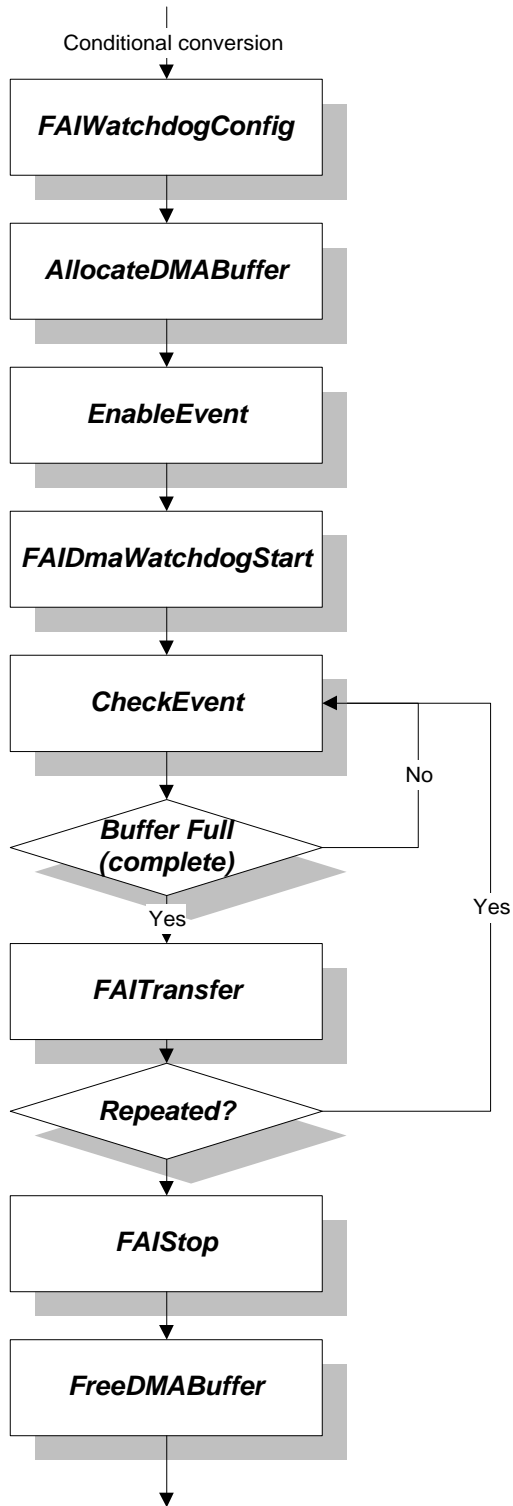 Conditional conversion
FAIWatchdogConfig
AllocateDMABuffer
EnableEvent
FAIDmaWatchdogStart
CheckEvent
No
Buffer Full
(complete)
Yes
Yes
FAITransfer
Repeated?
FAIStop
FreeDMABuffer